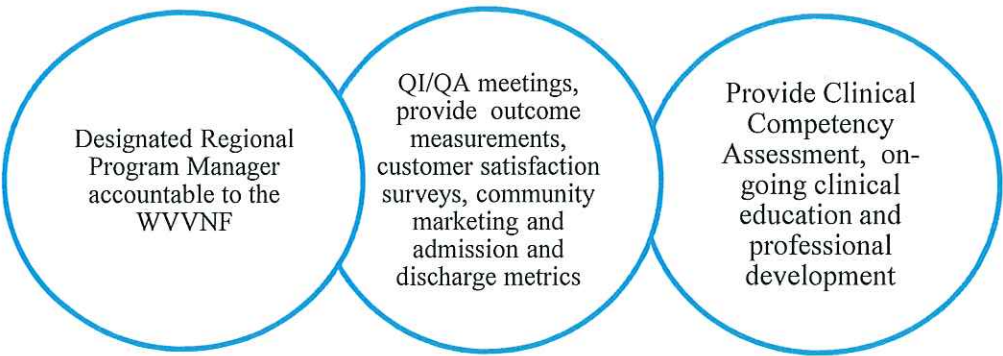 Designated Regional
Program Manager
accountable to the
WVVNF
QI/QA meetings,
provide outcome
measurements,
customer satisfaction
surveys, community
marketing and
admission and
discharge metrics
Provide Clinical
Competency
Assessment, on-
going clinical
education and
professional
development